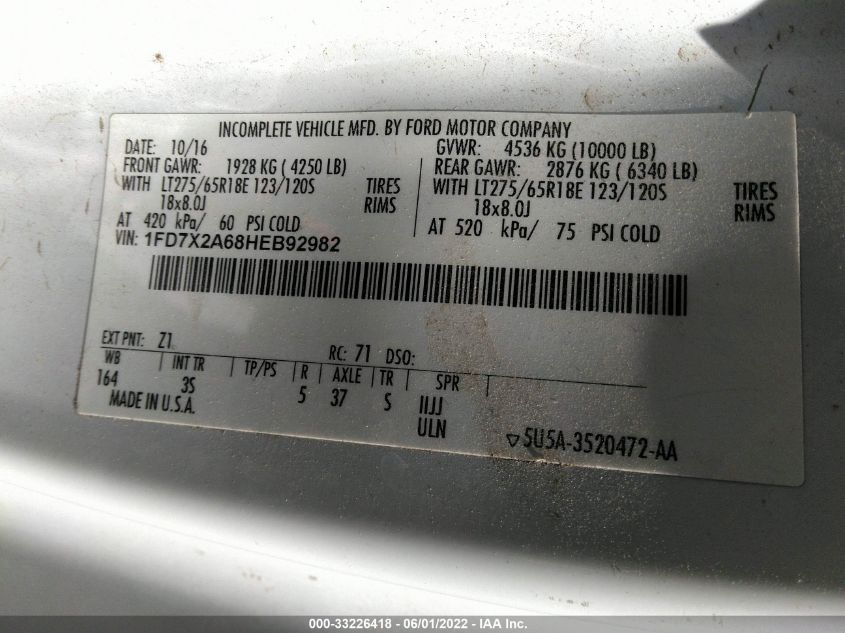 INCOMPLETE VEHICLE MFD. BY FORD MOTOR COMPANY
DATE: 10/16 GVWR: 4536 KG (10000 LB)
FRONT GAWR: 1928 KG ( 4250 LB) REAR GAWR: 2876 KG ( 6340 LB)
WITH LT275/65R18E 123/120S TIRES WITH LT275/65R18E 123/120S TIRES
18x8.0J RIMS 18x8.0J RIMS
AT 420 kPa/ 60 PSI COLD AT 520 kPa/ 75 PSI COLD
VIN: 1FD7X2A68HEB92982
EXT PNT: Z1 RC: 71 DSO:
WB INT TR TP/PS R AXLE TR SPR
164 3S 5 37 S IIJJ
MADE IN U.S.A. ULN
5U5A-3520472-AA
000-33226418 - 06/01/2022 - IAA Inc.